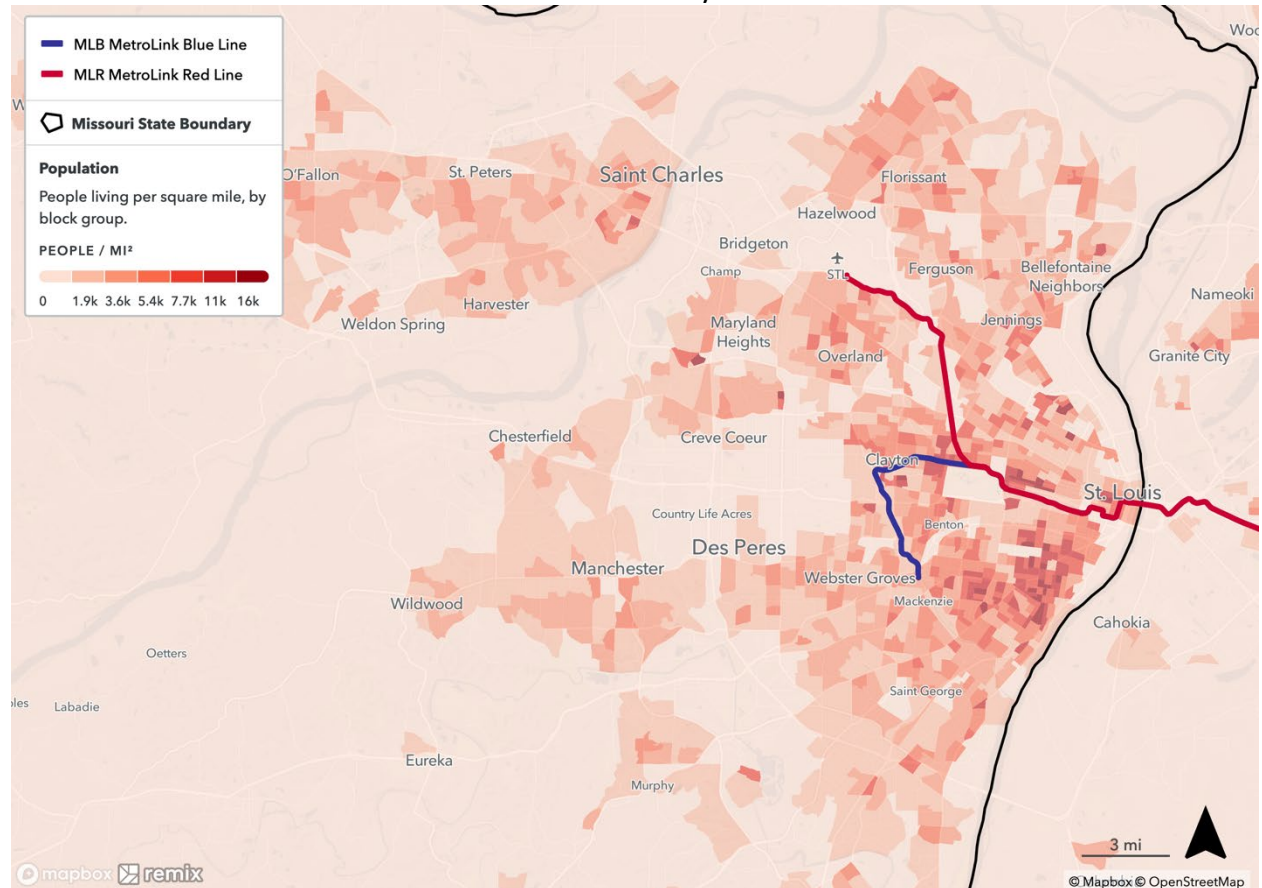 MLB MetroLink Blue Line
MLR MetroLink Red Line
Missouri State Boundary
Population
People living per square mile, by
block group.
PEOPLE / MI²
0 1.9k 3.6k 5.4k 7.7k 11k 16k
Woo
W
O'Fallon
St. Peters
Saint Charles
Florissant
Hazelwood
Bridgeton
Champ
STL
Ferguson
Bellefontaine
Neighbors
Nameoki
Harvester
Weldon Spring
Maryland
Heights
Jennings
Overland
Granite City
Chesterfield
Creve Coeur
Clayton
St. Louis
Country Life Acres
Benton
Des Peres
Manchester
Webster Groves
Mackenzie
Wildwood
Cahokia
Oetters
Saint George
les
Labadie
Eureka
Murphy
3 mi
mapbox remix
© Mapbox © OpenStreetMap